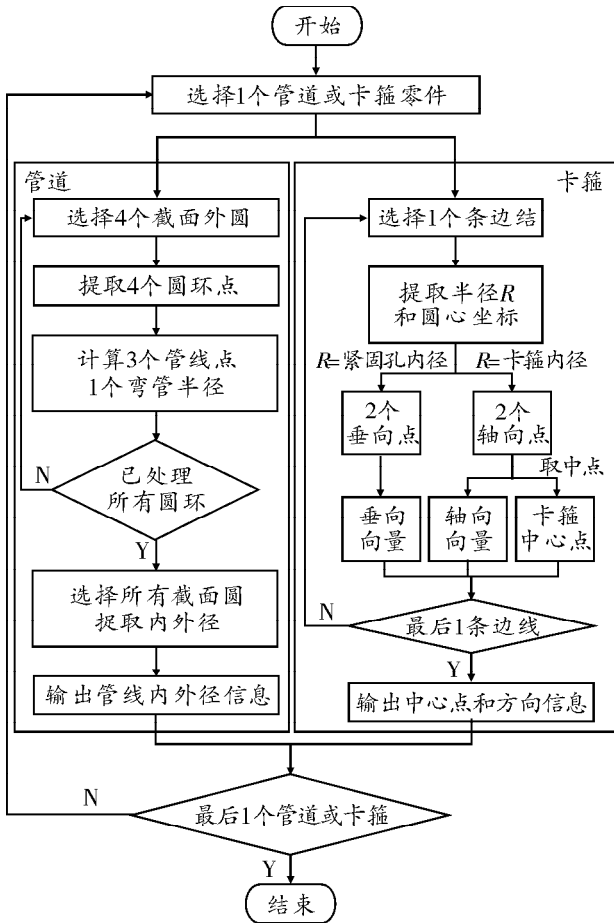 开始
选择1个管道或卡箍零件
管道
选择4个截面外圆
提取4个圆环点
计算3个管线点
1个弯管半径
N
已处理
所有圆环
Y
选择所有截面圆
捉取内外径
输出管线内外径信息
卡箍
选择1个条边结
提取半径R
和圆心坐标
R=紧固孔内径
R=卡箍内径
2个
垂向点
2个
轴向点
取中点
垂向
向量
轴向
向量
卡箍
中心点
N
最后1条边线
Y
输出中心点和方向信息
N
最后1个管道或卡箍
Y
结束